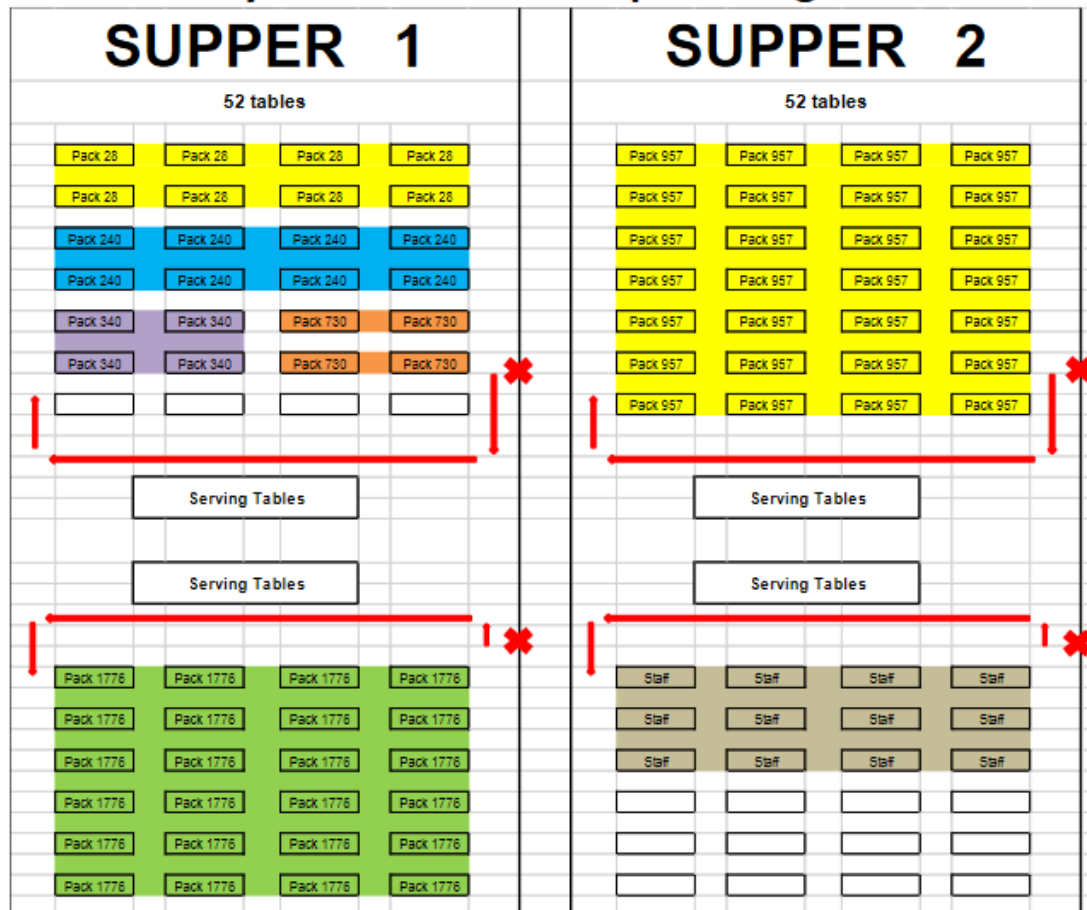 SUPPER 1
52 tables
Pack 28 Pack 28 Pack 28 Pack 28
Pack 28 Pack 28 Pack 28 Pack 28
Pack 240 Pack 240 Pack 240 Pack 240
Pack 240 Pack 240 Pack 240 Pack 240
Pack 340 Pack 340 Pack 730 Pack 730
Pack 340 Pack 340 Pack 730 Pack 730
Serving Tables
Serving Tables
Pack 1776 Pack 1776 Pack 1776 Pack 1776
Pack 1776 Pack 1776 Pack 1776 Pack 1776
Pack 1776 Pack 1776 Pack 1776 Pack 1776
Pack 1776 Pack 1776 Pack 1776 Pack 1776
Pack 1776 Pack 1776 Pack 1776 Pack 1776
Pack 1776 Pack 1776 Pack 1776 Pack 1776
SUPPER 2
52 tables
Pack 957 Pack 957 Pack 957 Pack 957
Pack 957 Pack 957 Pack 957 Pack 957
Pack 957 Pack 957 Pack 957 Pack 957
Pack 957 Pack 957 Pack 957 Pack 957
Pack 957 Pack 957 Pack 957 Pack 957
Pack 957 Pack 957 Pack 957 Pack 957
Pack 957 Pack 957 Pack 957 Pack 957
Serving Tables
Serving Tables
Staff Staff Staff Staff
Staff Staff Staff Staff
Staff Staff Staff Staff